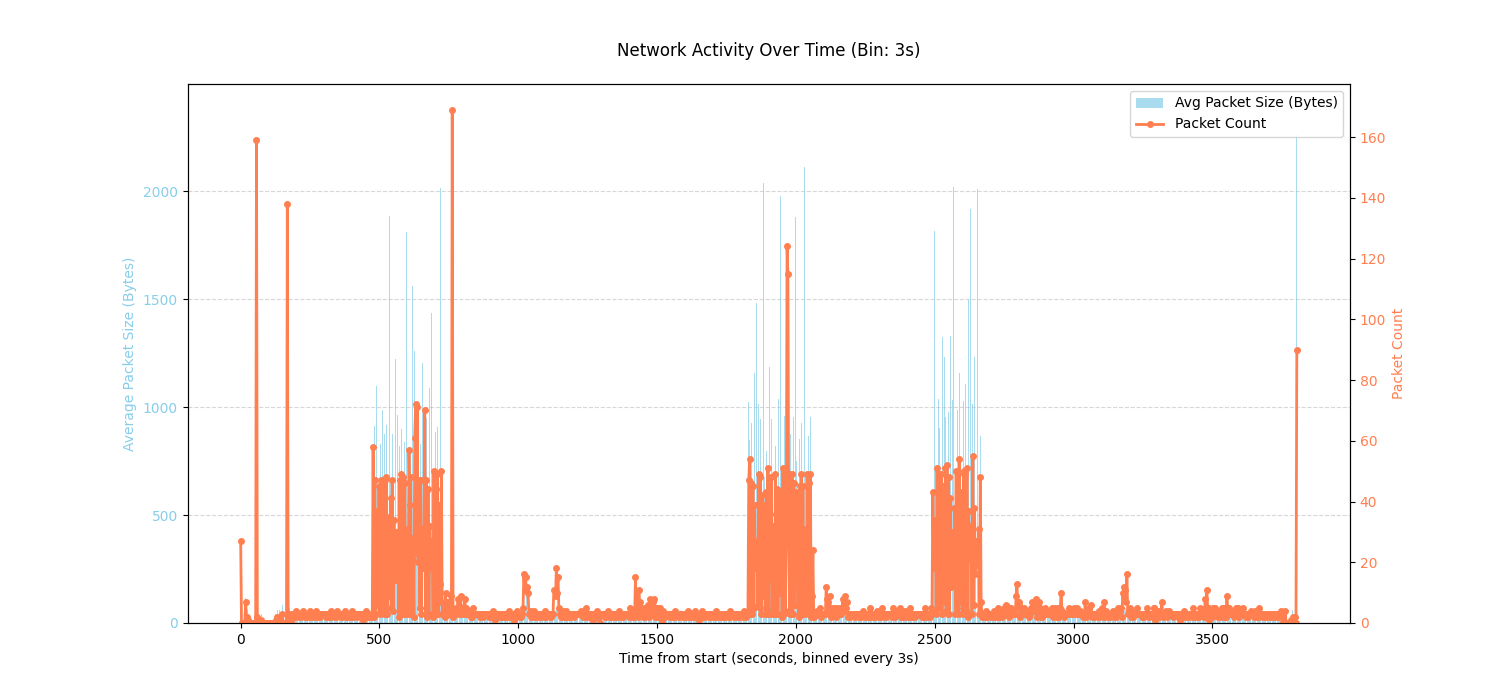 Network Activity Over Time (Bin: 3s)
Avg Packet Size (Bytes)
Packet Count
Average Packet Size (Bytes)
2000
1500
1000
500
0
160
140
120
100
80
60
40
20
0
Packet Count
0 500 1000 1500 2000 2500 3000 3500
Time from start (seconds, binned every 3s)